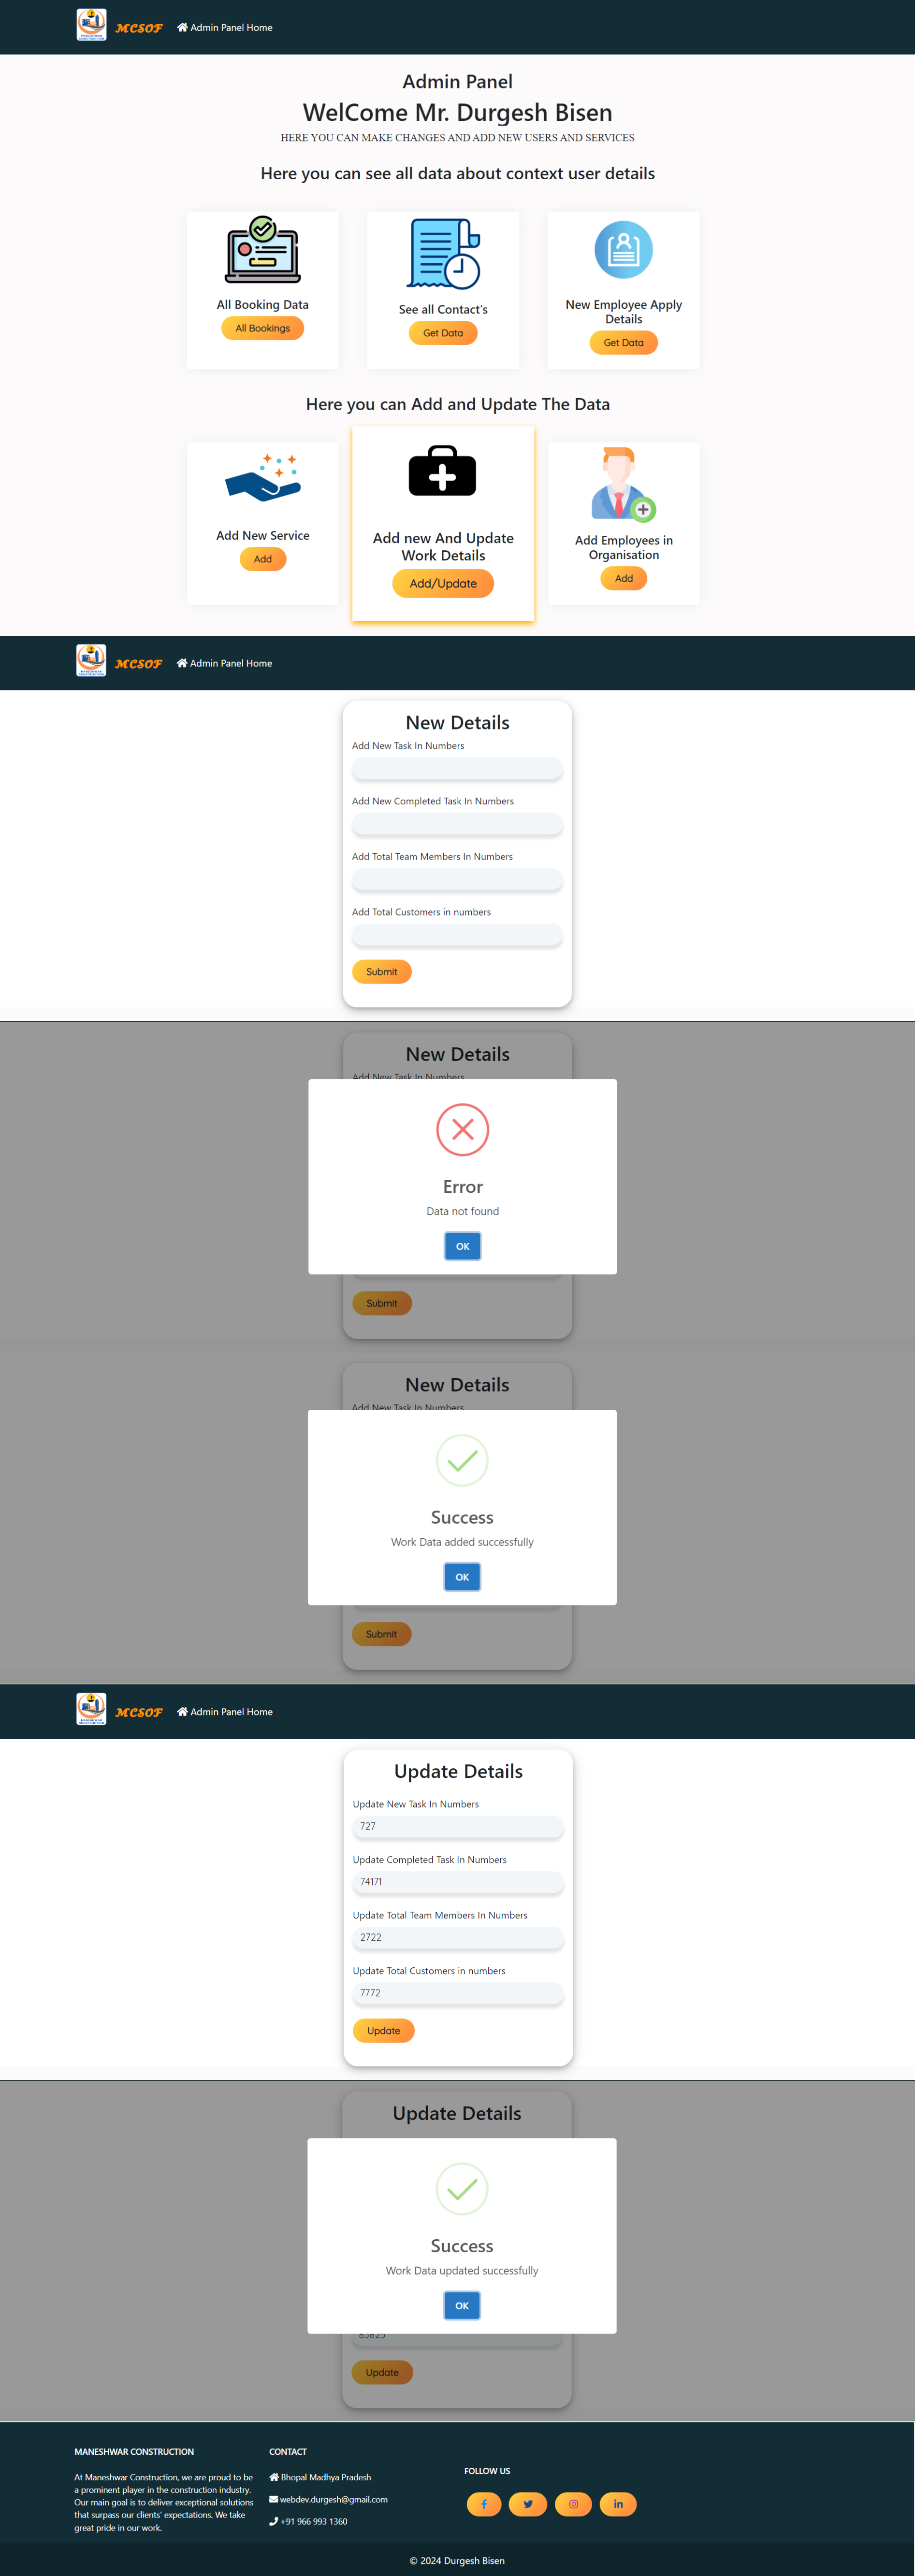 MCSOF Admin Panel Home
Admin Panel
WelCome Mr. Durgesh Bisen
HERE YOU CAN MAKE CHANGES AND ADD NEW USERS AND SERVICES
Here you can see all data about context user details
All Booking Data
All Bookings
See all Contact's
Get Data
New Employee Apply
Details
Get Data
Here you can Add and Update The Data
Add New Service
Add
Add new And Update
Work Details
Add/Update
Add Employees in
Organisation
Add
MCSOF Admin Panel Home
New Details
Add New Task In Numbers
Add New Completed Task In Numbers
Add Total Team Members In Numbers
Add Total Customers in numbers
Submit
New Details
Add New Task In Numbers
Error
Data not found
OK
Submit
New Details
Add New Task In Numbers
Success
Work Data added successfully
OK
Submit
MCSOF Admin Panel Home
Update Details
Update New Task In Numbers
727
Update Completed Task In Numbers
74171
Update Total Team Members In Numbers
2722
Update Total Customers in numbers
7772
Update
Update Details
Success
Work Data updated successfully
OK
Update
MANESHWAR CONSTRUCTION
At Maneshwar Construction, we are proud to be
a prominent player in the construction industry.
Our main goal is to deliver exceptional solutions
that surpass our clients' expectations. We take
great pride in our work.
CONTACT
Bhopal Madhya Pradesh
webdev.durgesh@gmail.com
+91 966 993 1360
FOLLOW US
© 2024 Durgesh Bisen